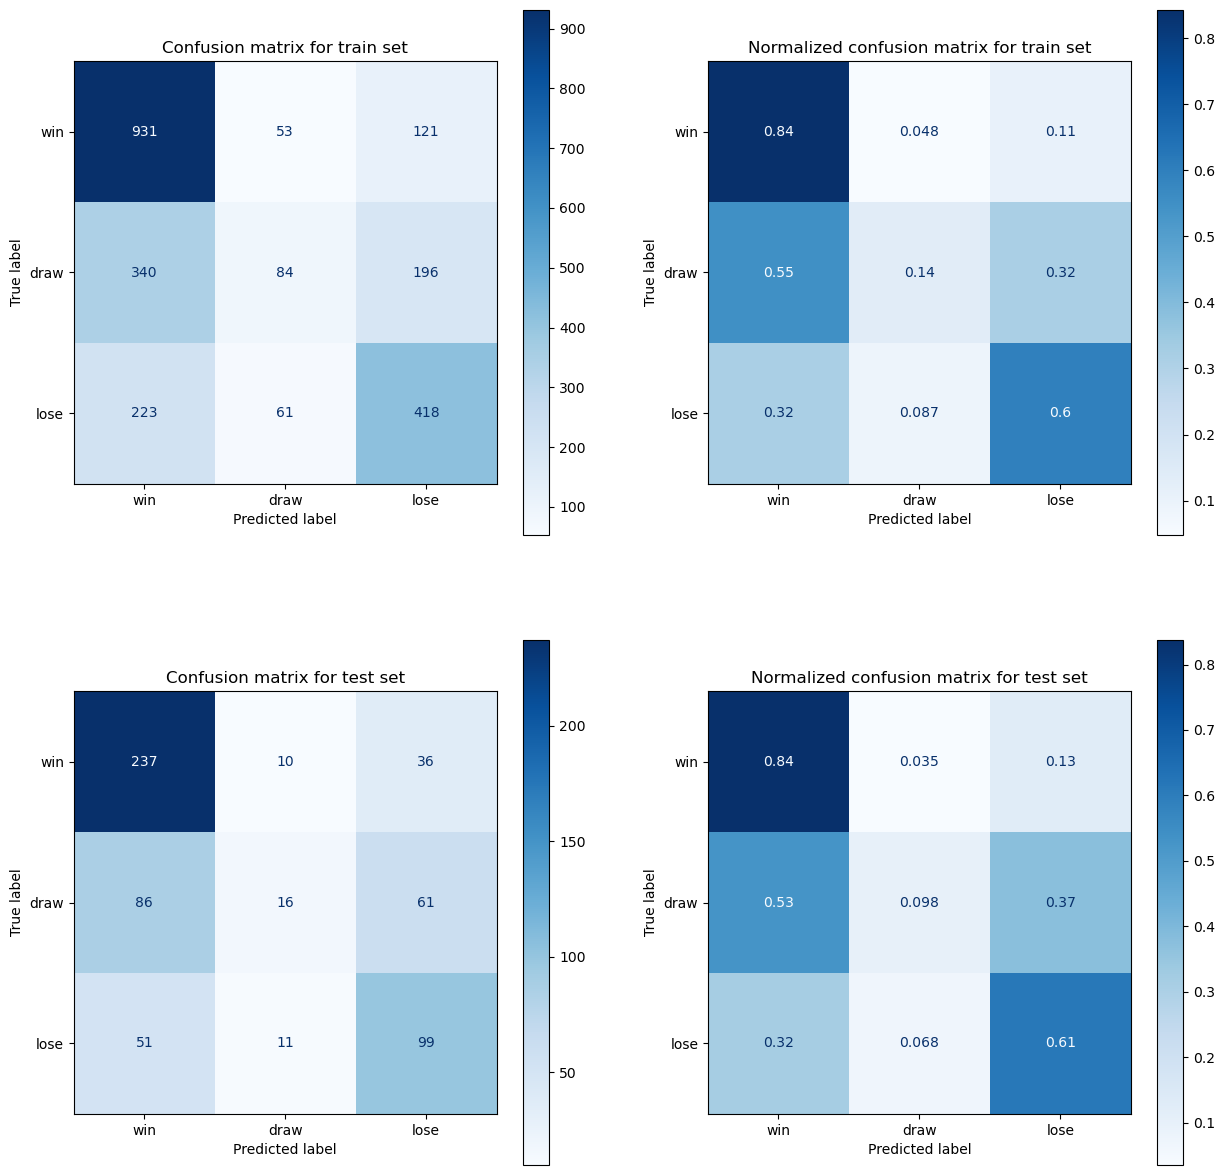 Confusion matrix for train set
win 931 53 121
draw 340 84 196
lose 223 61 418
win draw lose
Predicted label
True label
900
800
700
600
500
400
300
200
100
Normalized confusion matrix for train set
win 0.84 0.048 0.11
draw 0.55 0.14 0.32
lose 0.32 0.087 0.6
win draw lose
Predicted label
True label
0.8
0.7
0.6
0.5
0.4
0.3
0.2
0.1
Confusion matrix for test set
win 237 10 36
draw 86 16 61
lose 51 11 99
win draw lose
Predicted label
True label
200
150
100
50
Normalized confusion matrix for test set
win 0.84 0.035 0.13
draw 0.53 0.098 0.37
lose 0.32 0.068 0.61
win draw lose
Predicted label
True label
0.8
0.7
0.6
0.5
0.4
0.3
0.2
0.1